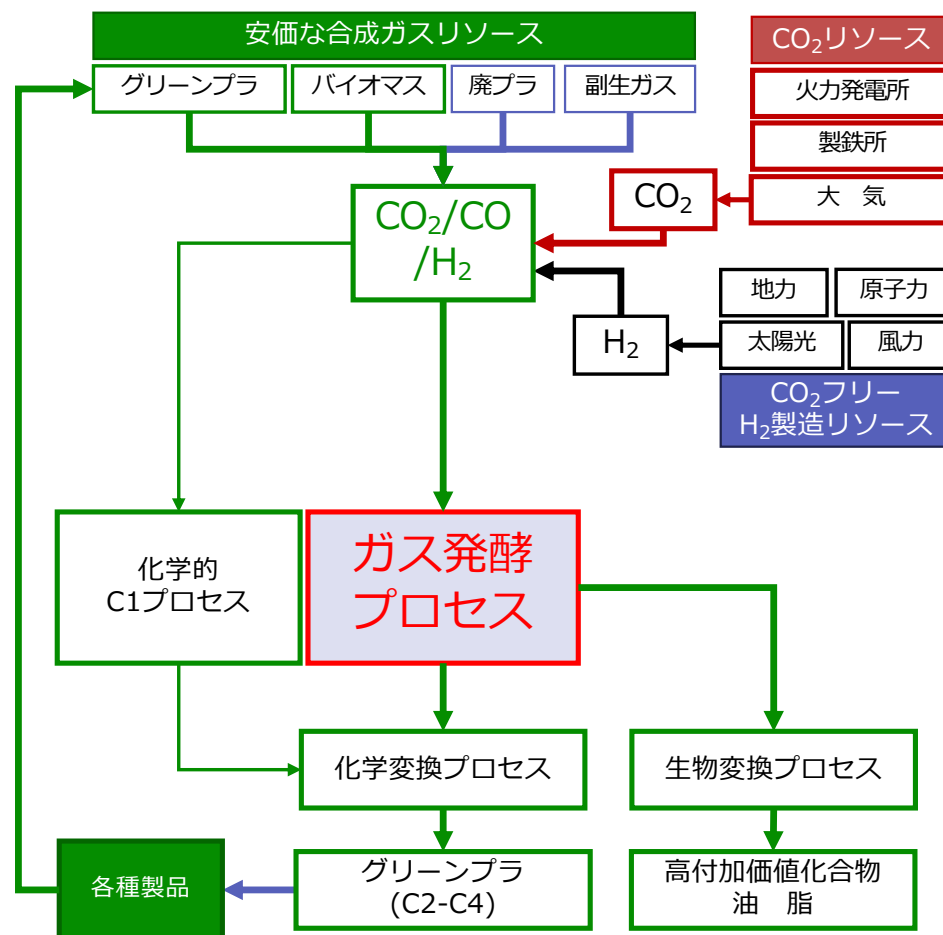 安価な合成ガスリソース
グリーンプラ
バイオマス
廃プラ
副生ガス
CO₂リソース
火力発電所
製鉄所
大　気
CO₂
CO₂/CO
/H₂
地力
原子力
太陽光
風力
H₂
CO₂フリー
H₂製造リソース
化学的
C1プロセス
ガス発酵
プロセス
化学変換プロセス
生物変換プロセス
各種製品
グリーンプラ
(C2-C4)
高付加価値化合物
油　脂